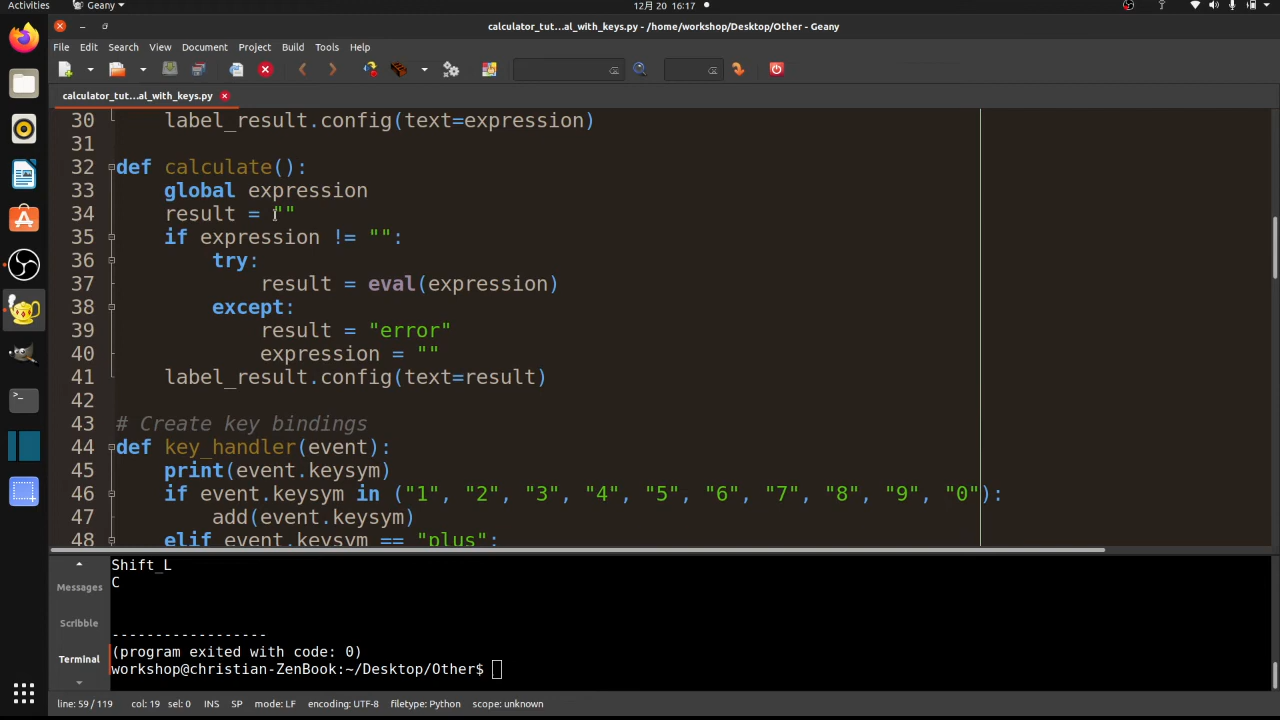 Activities
Geany
12月 20 16:17
calculator_tut...al_with_keys.py - /home/workshop/Desktop/Other - Geany
File Edit Search View Document Project Build Tools Help
calculator_tut...al_with_keys.py
30 label_result.config(text=expression)
31
32 def calculate():
33 global expression
34 result = ""
35 if expression != "":
36 try:
37 result = eval(expression)
38 except:
39 result = "error"
40 expression = ""
41 label_result.config(text=result)
42
43 # Create key bindings
44 def key_handler(event):
45 print(event.keysym)
46 if event.keysym in ("1", "2", "3", "4", "5", "6", "7", "8", "9", "0"):
47 add(event.keysym)
48 elif event.keysym == "plus":
Messages
Scribble
Terminal
Shift_L
C
------------------
(program exited with code: 0)
workshop@christian-ZenBook:~/Desktop/Other$
line: 59 / 119 col: 19 sel: 0 INS SP mode: LF encoding: UTF-8 filetype: Python scope: unknown